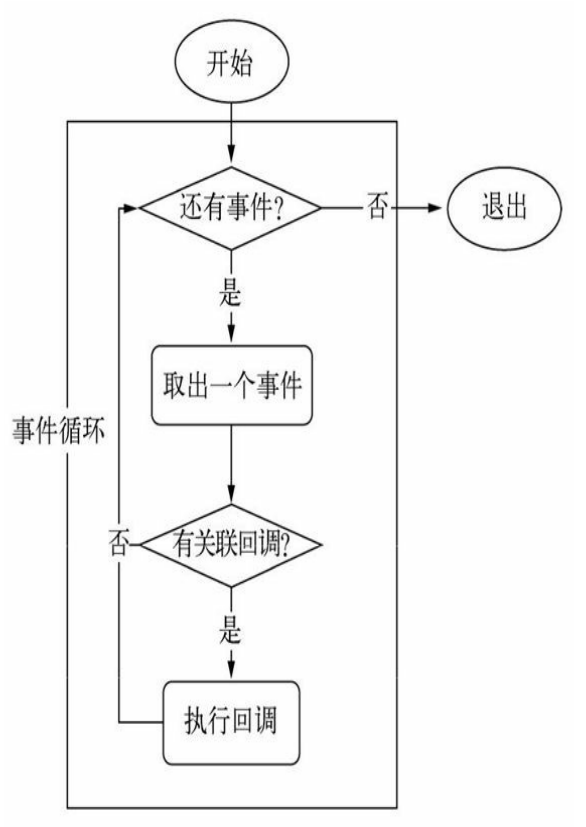 开始
还有事件?
否
退出
是
取出一个事件
事件循环
有关联回调?
否
是
执行回调